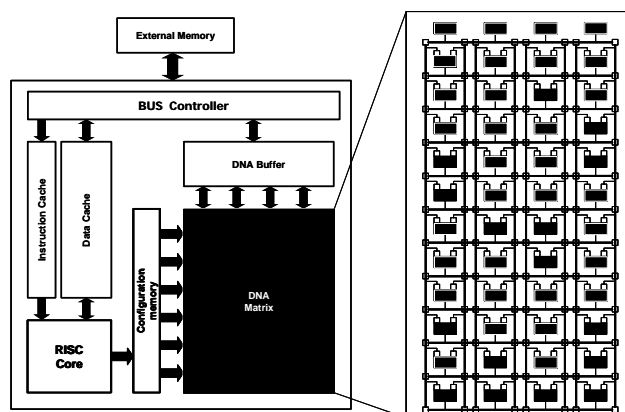 External Memory
BUS Controller
DNA Buffer
Instruction Cache
Data Cache
Configuration
memory
DNA
Matrix
RISC
Core